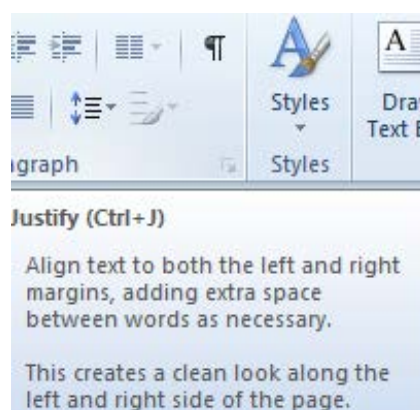 ¶
Styles
Styles
Justify (Ctrl+J)
Align text to both the left and right
margins, adding extra space
between words as necessary.
This creates a clean look along the
left and right side of the page.